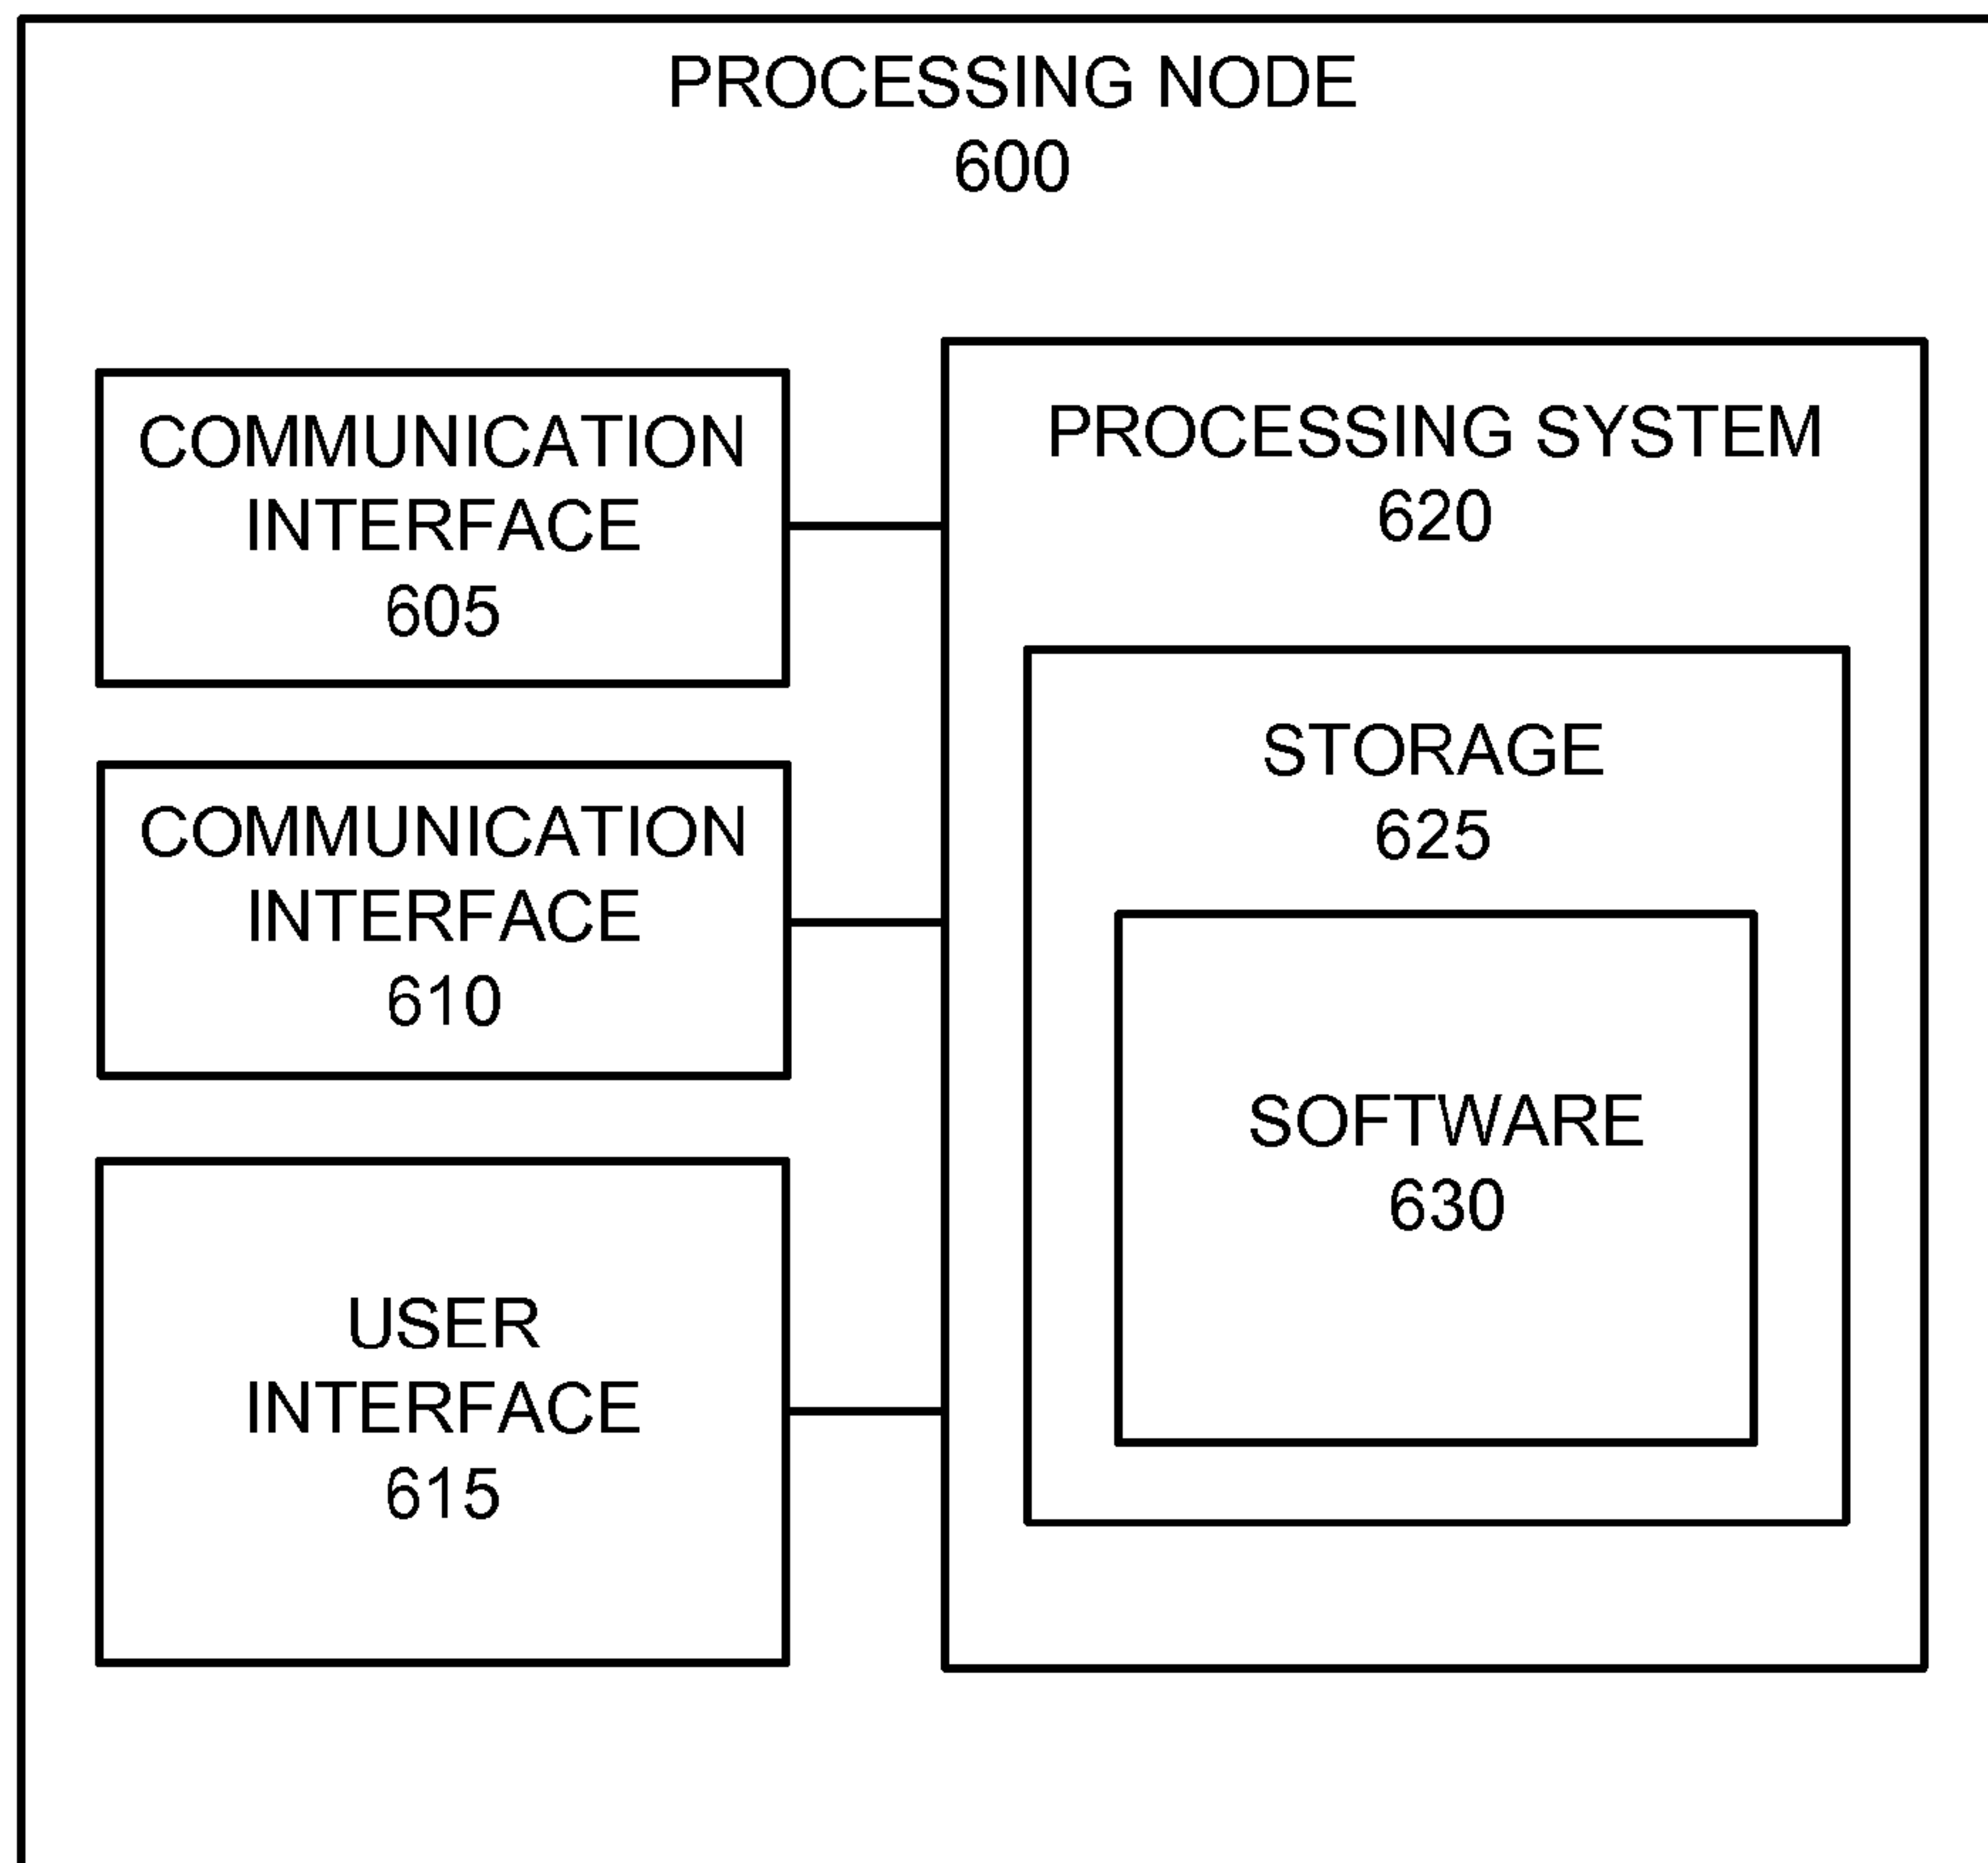 PROCESSING NODE
600
COMMUNICATION
INTERFACE
605
COMMUNICATION
INTERFACE
610
USER
INTERFACE
615
PROCESSING SYSTEM
620
STORAGE
625
SOFTWARE
630